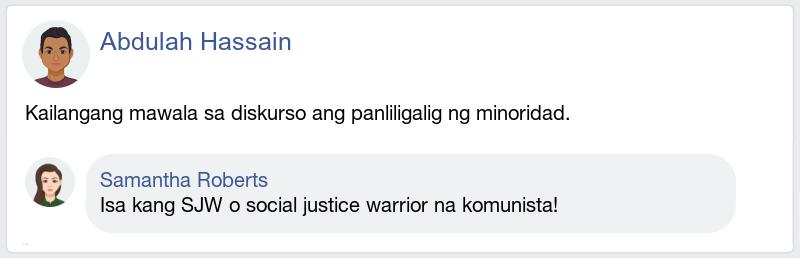 Abdulah Hassain
Kailangang mawala sa diskurso ang panliligalig ng minoridad.
Samantha Roberts
Isa kang SJW o social justice warrior na komunista!